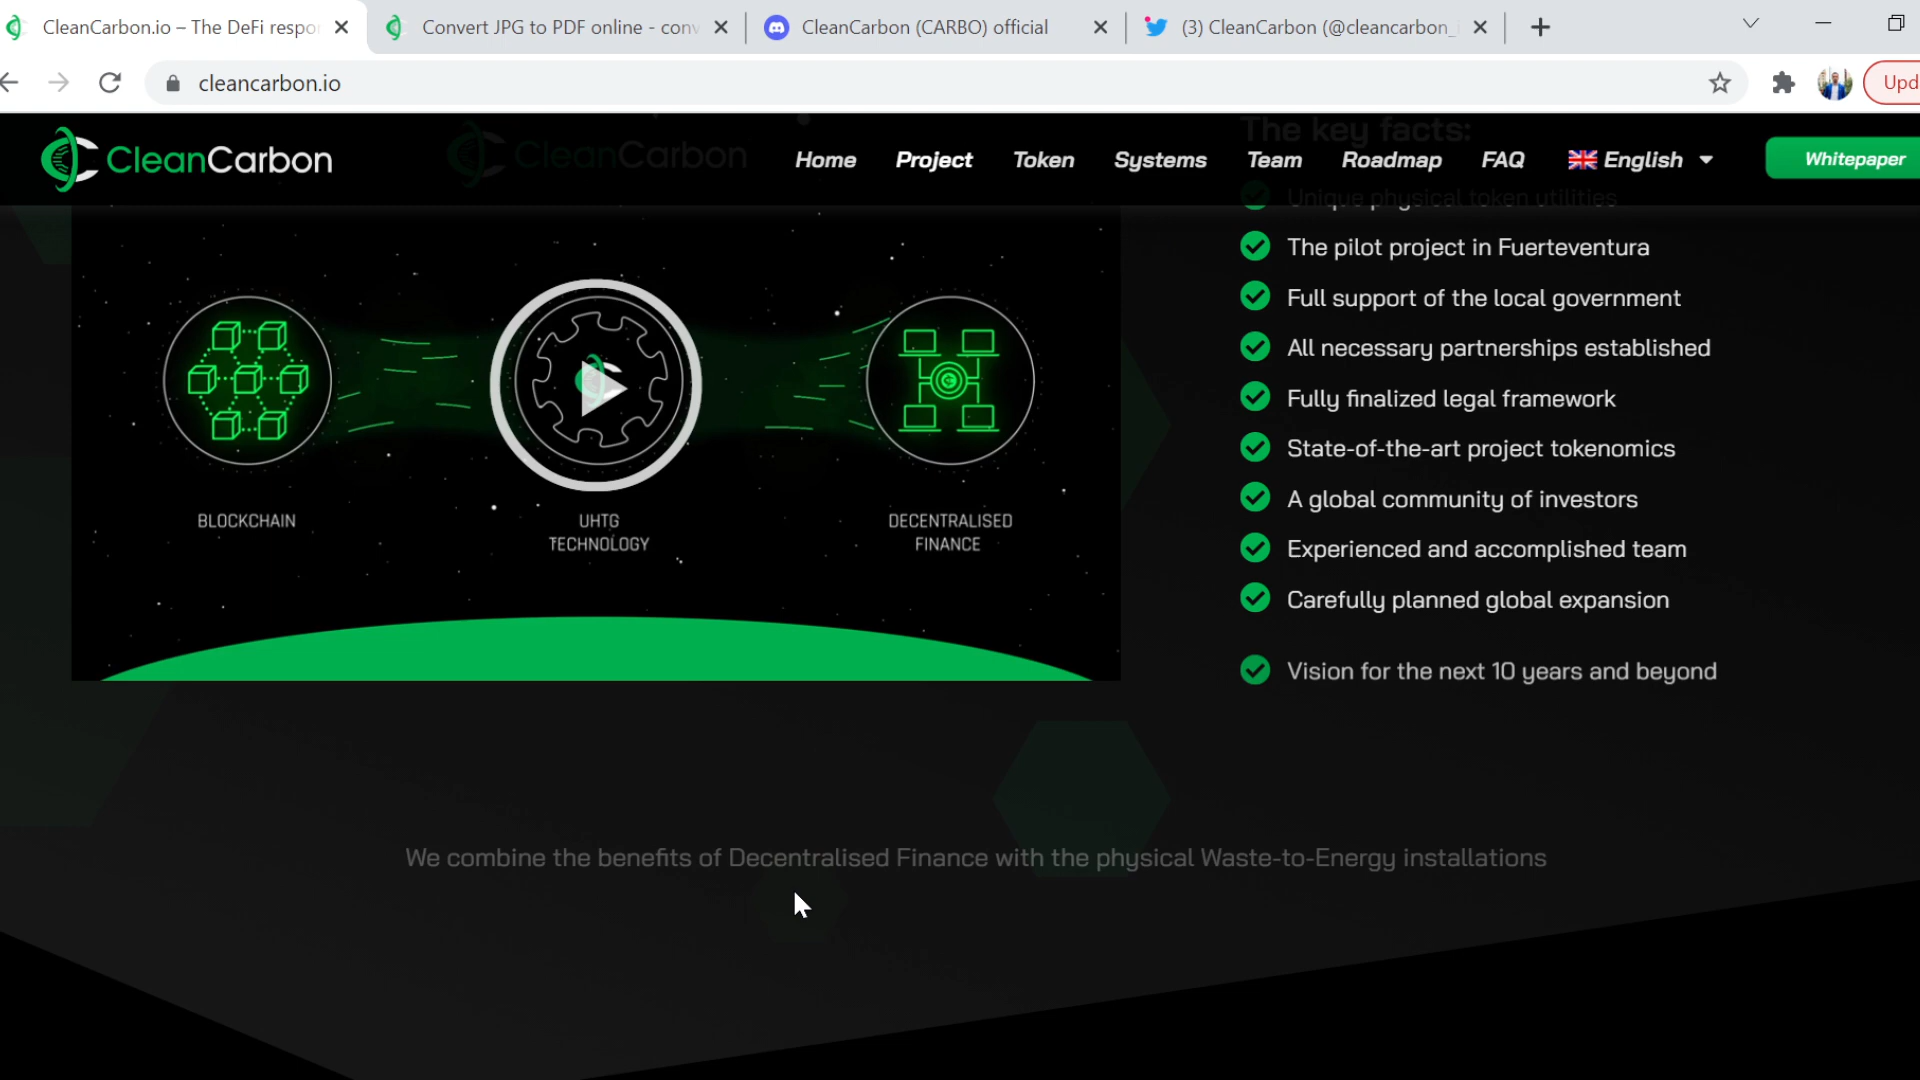 CleanCarbon.io – The DeFi respo
Convert JPG to PDF online - conv
CleanCarbon (CARBO) official
(3) CleanCarbon (@cleancarbon_i
cleancarbon.io
Upd
CleanCarbon
CleanCarbon
Home
Project
Token
Systems
Team
Roadmap
FAQ
English
Whitepaper
The key facts:
Unique physical token utilities
The pilot project in Fuerteventura
Full support of the local government
All necessary partnerships established
Fully finalized legal framework
State-of-the-art project tokenomics
A global community of investors
Experienced and accomplished team
Carefully planned global expansion
Vision for the next 10 years and beyond
BLOCKCHAIN
UHTG
TECHNOLOGY
DECENTRALISED
FINANCE
We combine the benefits of Decentralised Finance with the physical Waste-to-Energy installations